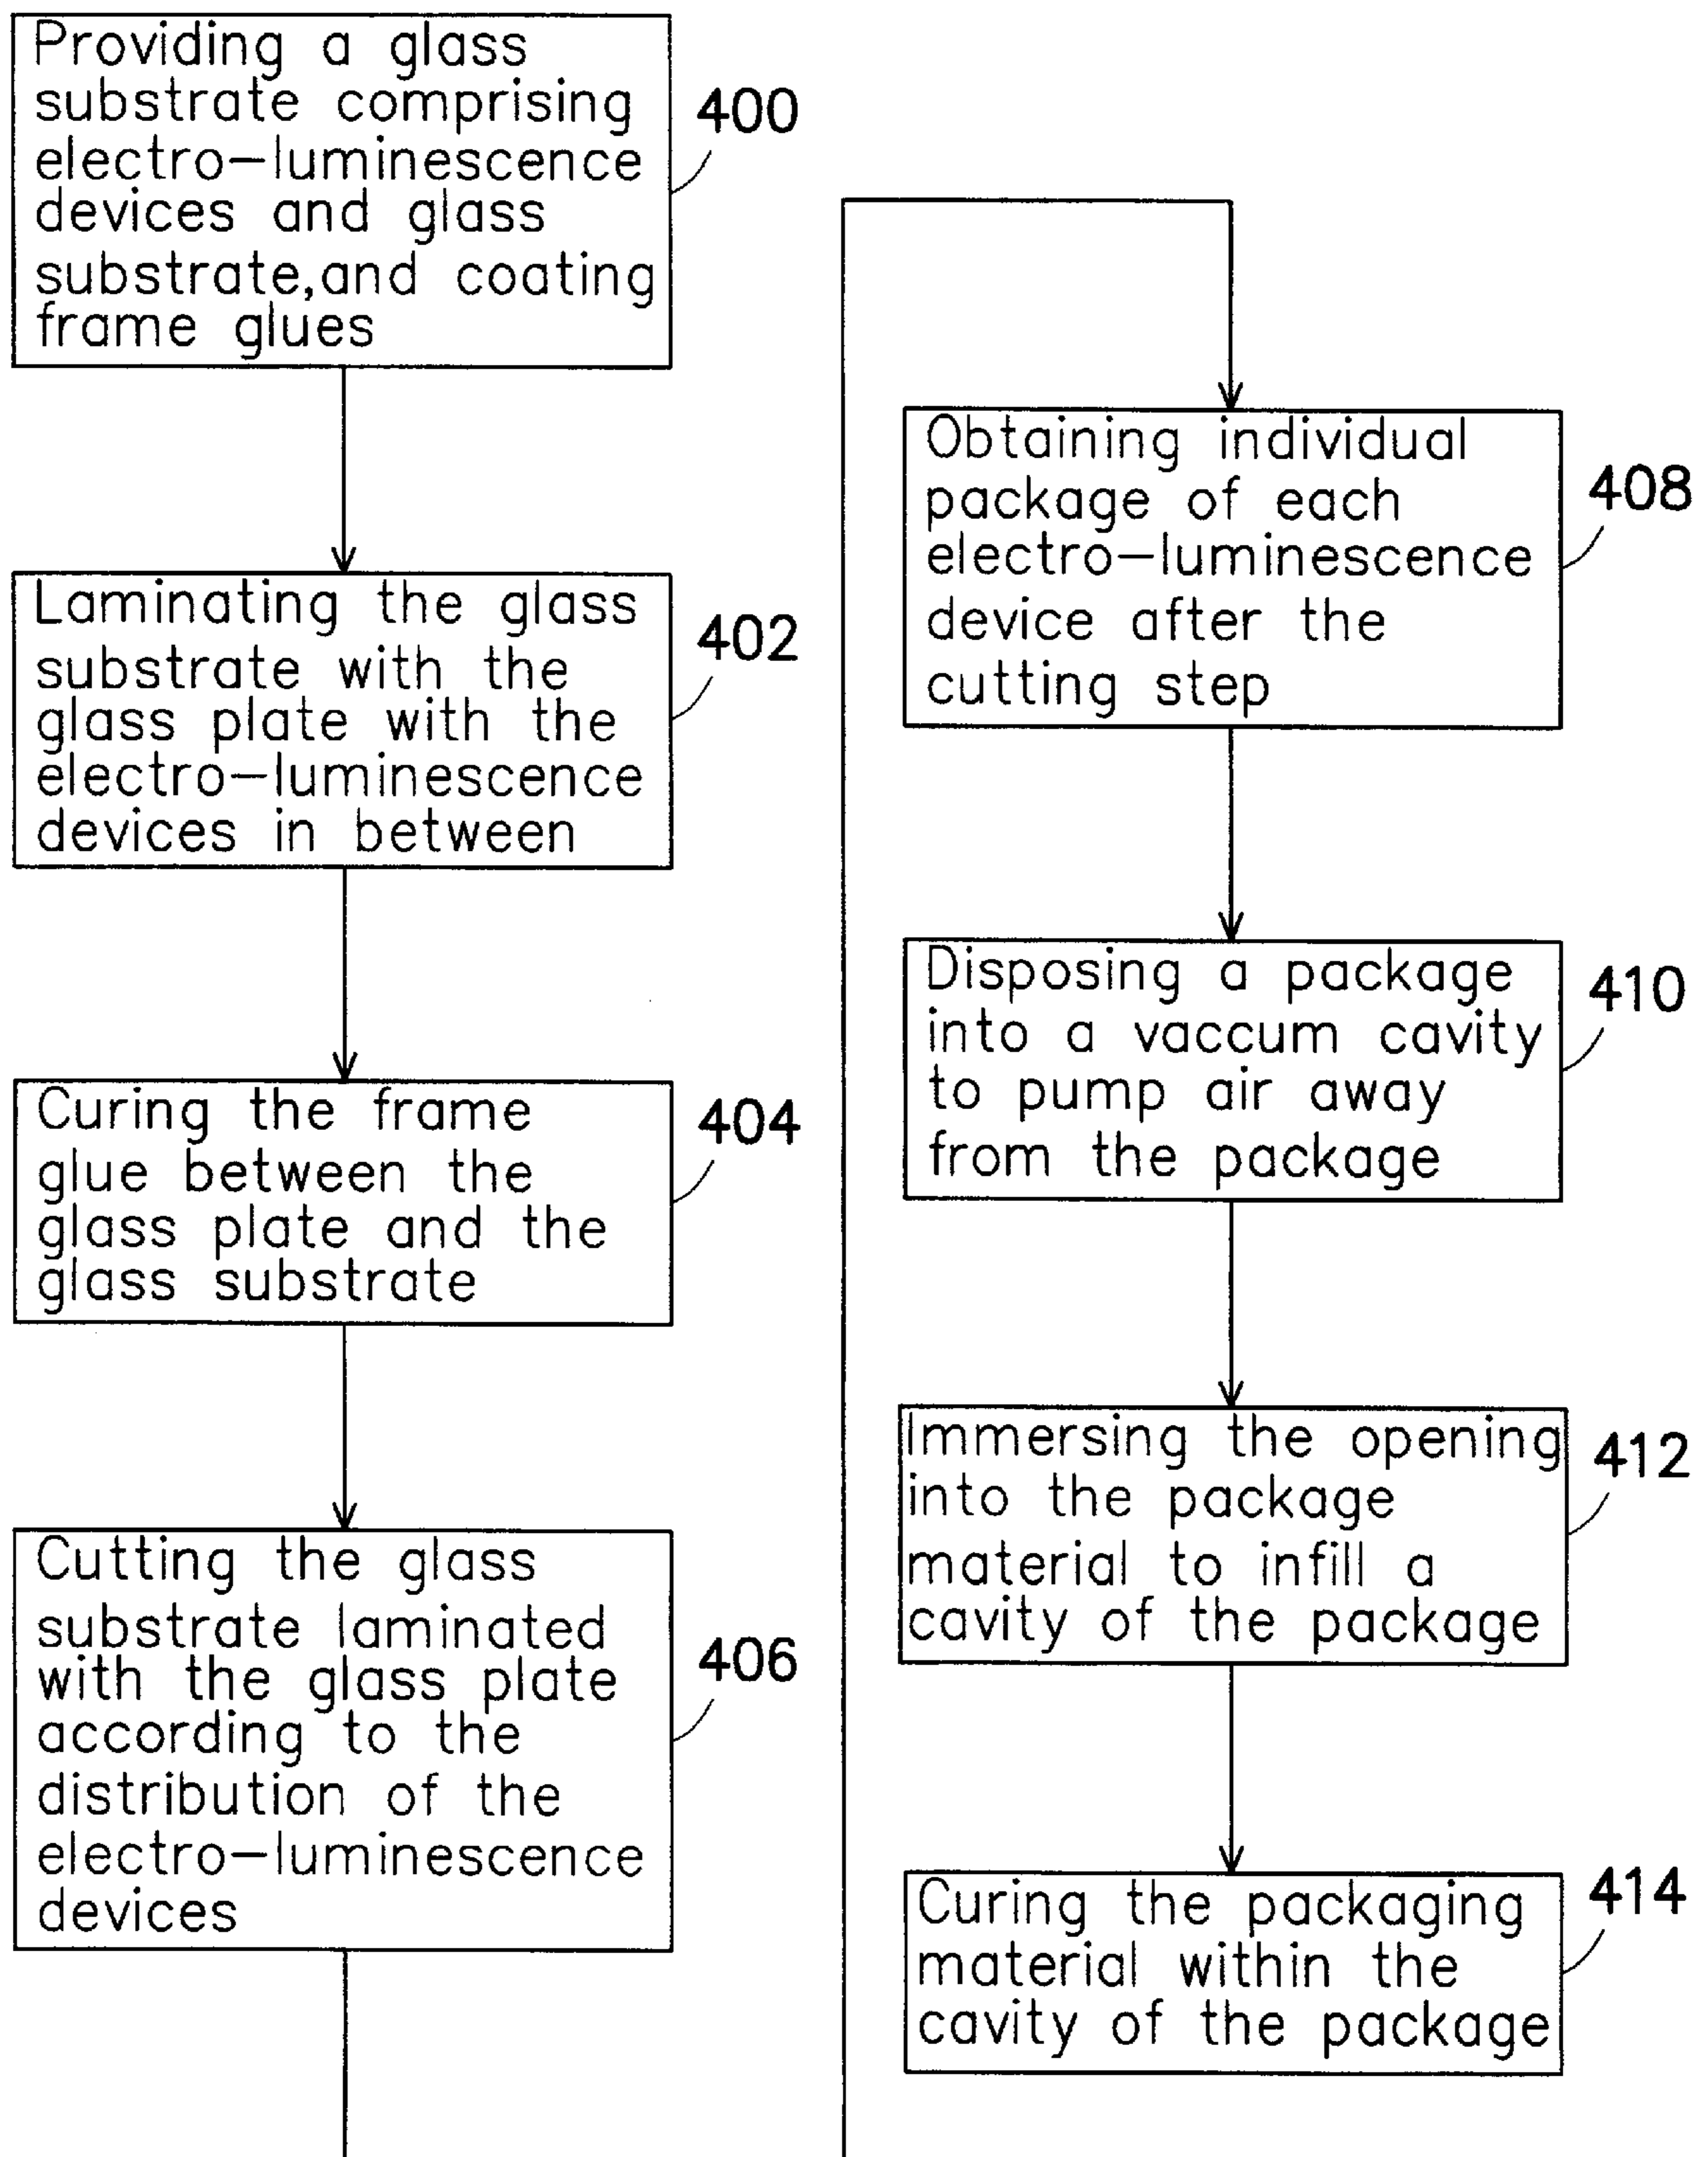 Providing a glass
substrate comprising
electro-luminescence
devices and glass
substrate,and coating
frame glues
400
Laminating the glass
substrate with the
glass plate with the
electro-luminescence
devices in between
402
Curing the frame
glue between the
glass plate and the
glass substrate
404
Cutting the glass
substrate laminated
with the glass plate
according to the
distribution of the
electro-luminescence
devices
406
Obtaining individual
package of each
electro-luminescence
device after the
cutting step
408
Disposing a package
into a vaccum cavity
to pump air away
from the package
410
Immersing the opening
into the package
material to infill a
cavity of the package
412
Curing the packaging
material within the
cavity of the package
414